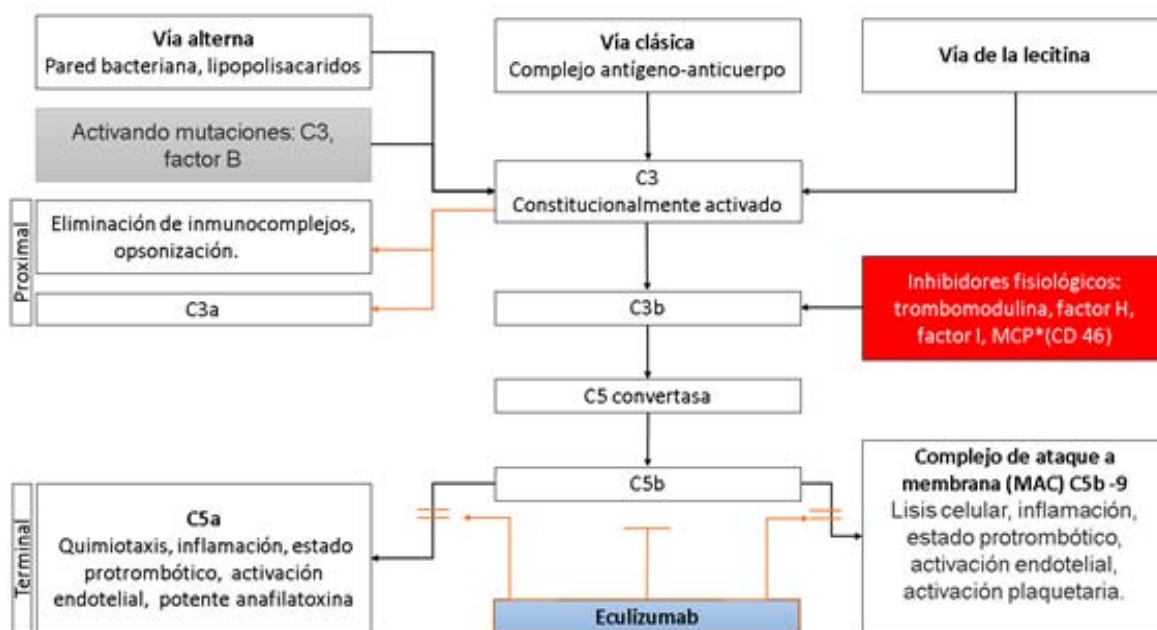 Vía alterna
Pared bacteriana, lipopolisacaridos
Vía clásica
Complejo antígeno-anticuerpo
Vía de la lecitina
Activando mutaciones: C3,
factor B
C3
Constitucionalmente activado
Proximal
Eliminación de inmunocomplejos,
opsonización.
C3a
C3b
Inhibidores fisiológicos:
trombomodulina, factor H,
factor I, MCP*(CD 46)
C5 convertasa
C5b
Terminal
C5a
Quimiotaxis, inflamación, estado
protrombótico, activación
endotelial, potente anafilatoxina
Complejo de ataque a
membrana (MAC) C5b -9
Lisis celular, inflamación,
estado protrombótico,
activación endotelial,
activación plaquetaria.
Eculizumab